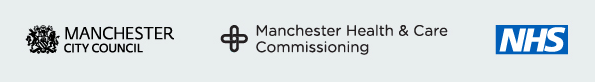 MANCHESTER
CITY COUNCIL
Manchester Health & Care
Commissioning
NHS